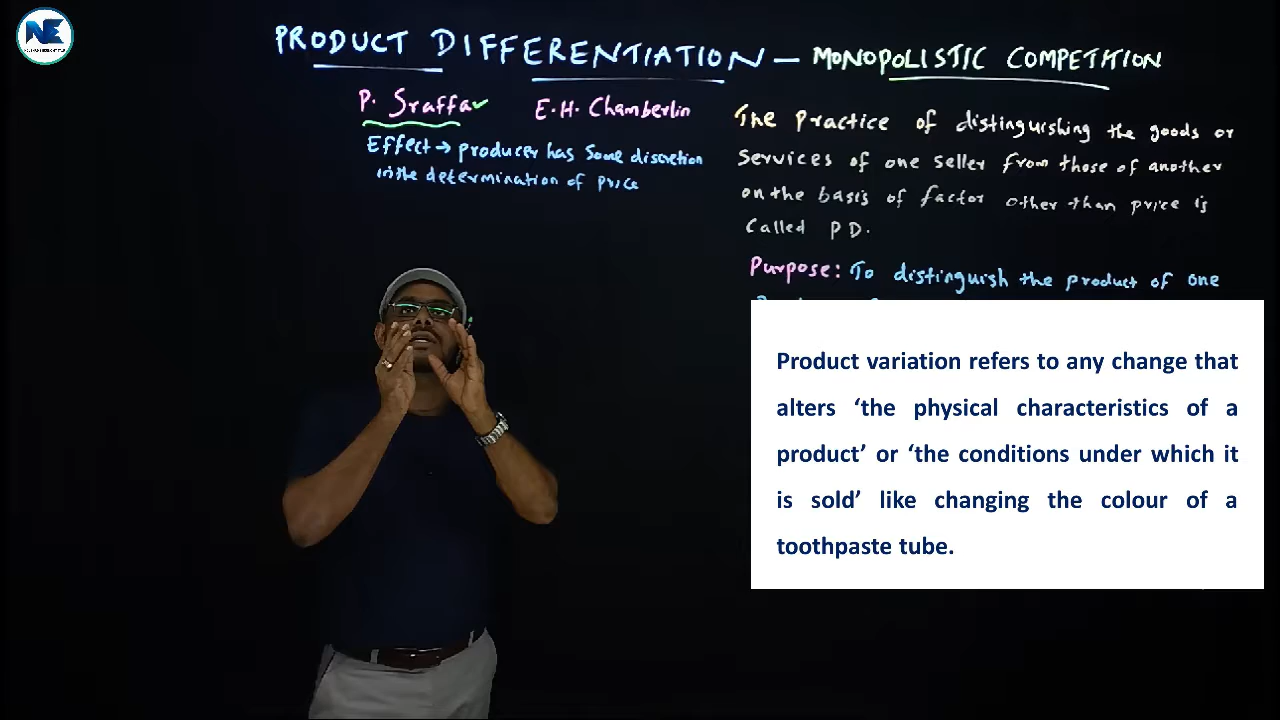 NE
PRODUCT DIFFERENTIATION — MONOPOLISTIC COMPETITION
P. Sraffa✓ E.H. Chamberlin
Effect → producer has some discretion
in the determination of price
The Practice of distinguishing the goods or
Services of one seller from those of another
on the basis of factor other than price is
Called PD.
Purpose: To distinguish the product of one
Product variation refers to any change that
alters ‘the physical characteristics of a
product’ or ‘the conditions under which it
is sold’ like changing the colour of a
toothpaste tube.